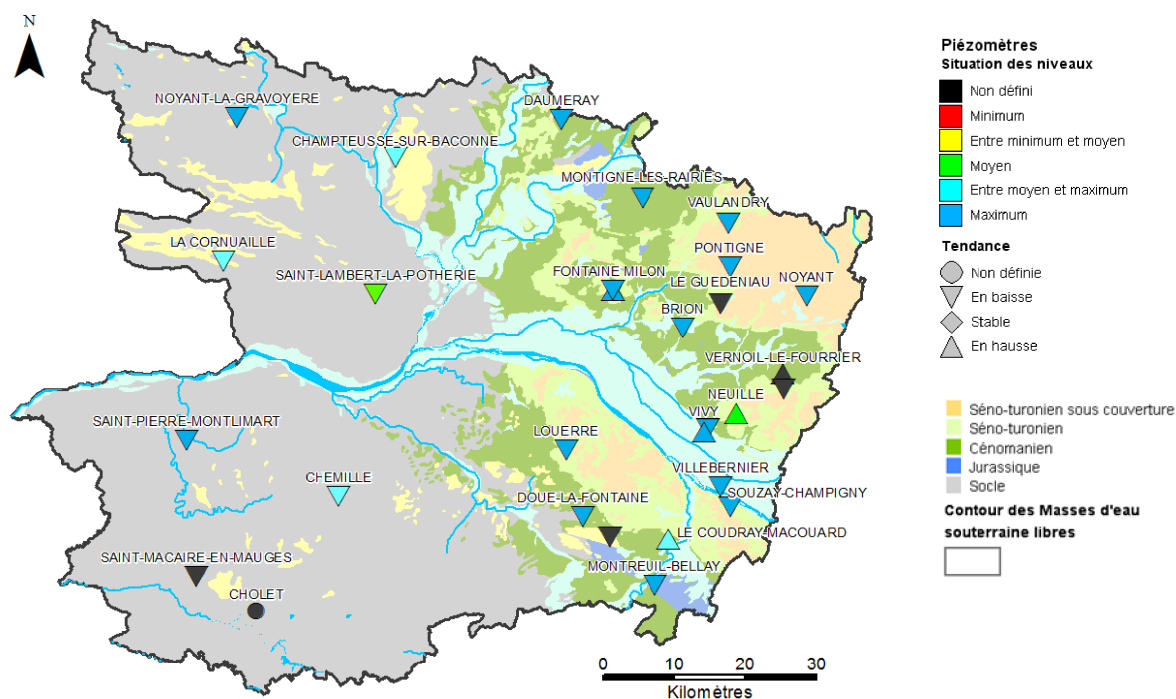 N
NOYANT-LA-GRAVOYERE
DAUMERAY
CHAMPTEUSSE-SUR-BACONNE
MONTIGNE-LES-RAIRIES
VAULANDRY
LA CORNUAILLE
PONTIGNE
SAINT-LAMBERT-LA-POTHERIE
FONTAINE MILON
LE GUEDENIAU
NOYANT
BRION
VERNOIL-LE-FOURRIER
NEUILLE
VIVY
SAINT-PIERRE-MONTLIMART
LOUERRE
CHEMILLE
VILLEBERNIER
SOUZAY-CHAMPIGNY
DOUE-LA-FONTAINE
LE COUDRAY-MACOUARD
SAINT-MACAIRE-EN-MAUGES
MONTREUIL-BELLAY
CHOLET
0 10 20 30
Kilomètres
Piézomètres
Situation des niveaux
Non défini
Minimum
Entre minimum et moyen
Moyen
Entre moyen et maximum
Maximum
Tendance
Non définie
En baisse
Stable
En hausse
Séno-turonien sous couverture
Séno-turonien
Cénomanien
Jurassique
Socle
Contour des Masses d'eau
souterraine libres